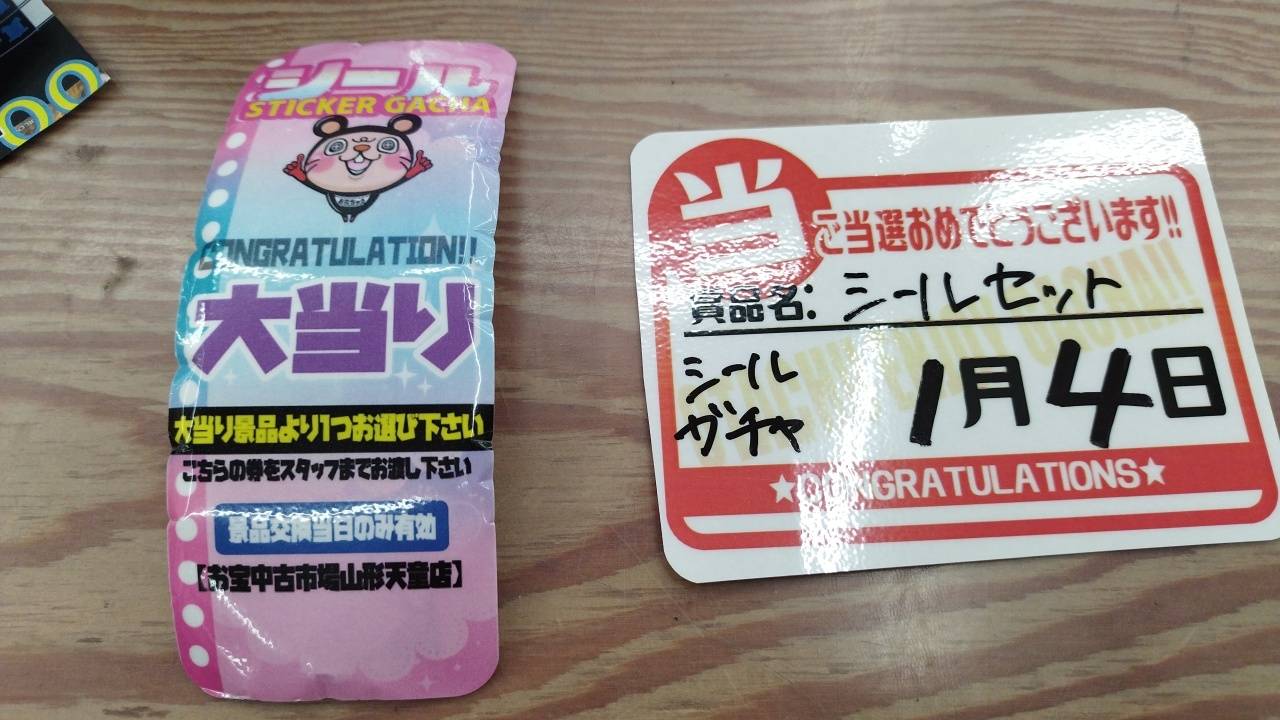 シール
STICKER GACHA
CONGRATULATION!!
大当り
大当り景品より1つお選び下さい
こちらの券をスタッフまでお渡し下さい
景品交換当日のみ有効
【お宝中古市場山形天童店】
当
ご当選おめでとうございます!!
賞品名: シールセット
シール
ガチャ
1月4日
★CONGRATULATIONS★